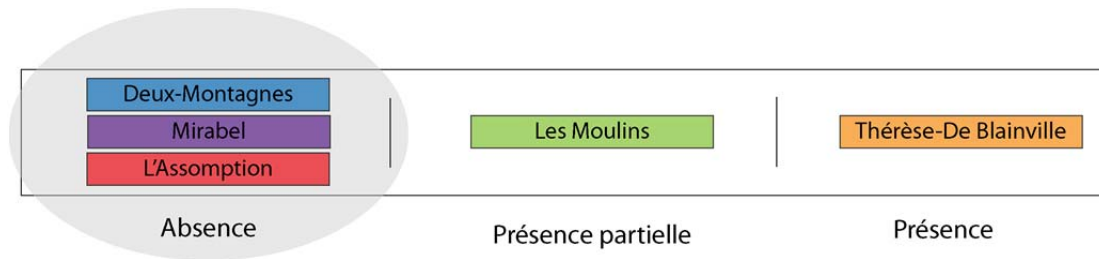 Deux-Montagnes
Mirabel
L'Assomption
Les Moulins
Thérèse-De Blainville
Absence
Présence partielle
Présence